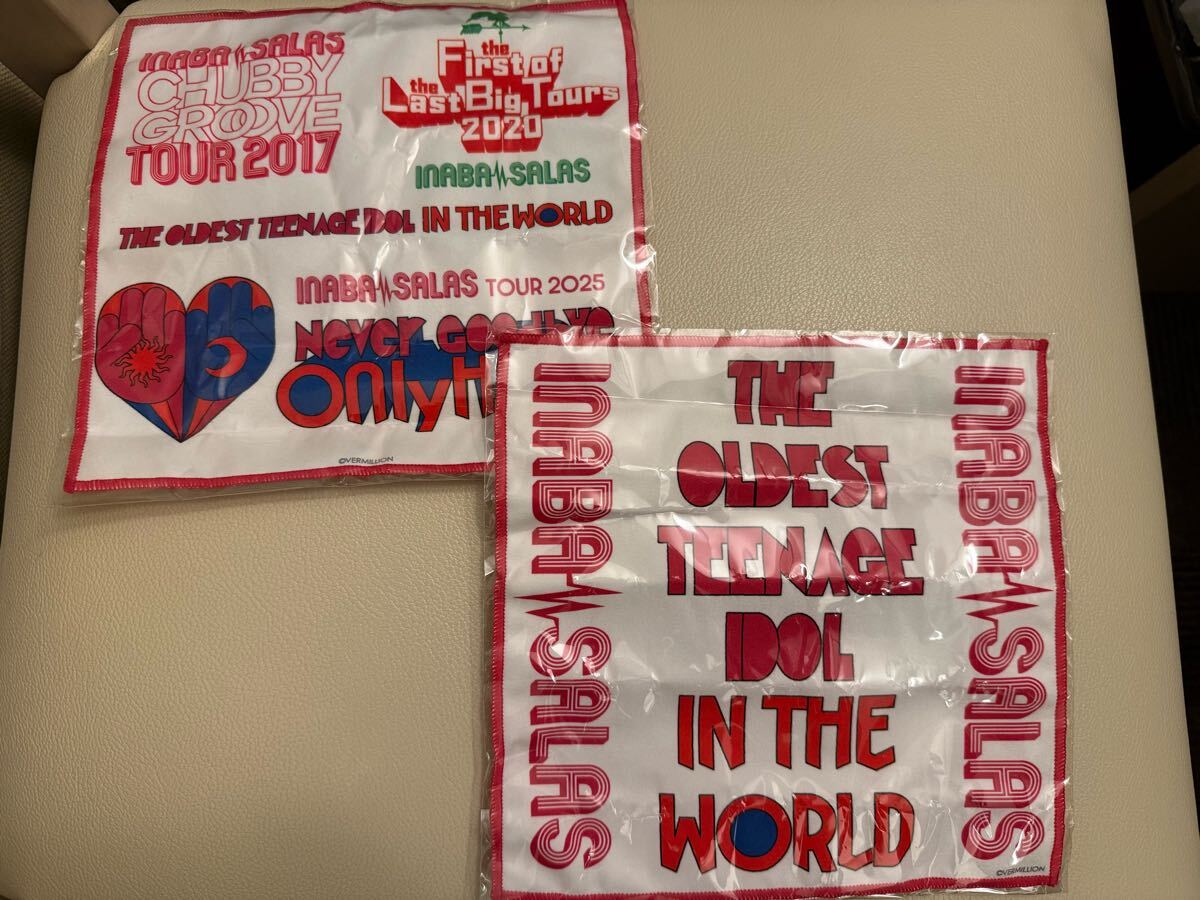 INABA SALAS
CHUBBY
GROOVE
TOUR 2017
the
First of
the
Last Big Tours
2020
INABA SALAS
THE OLDEST TEENAGE IDOL IN THE WORLD
INABA SALAS TOUR 2025
Never Goodbye
Only H
©VERMILLION
INABA SALAS
THE
OLDEST
TEENAGE
IDOL
IN THE
WORLD
INABA SALAS
©VERMILLION